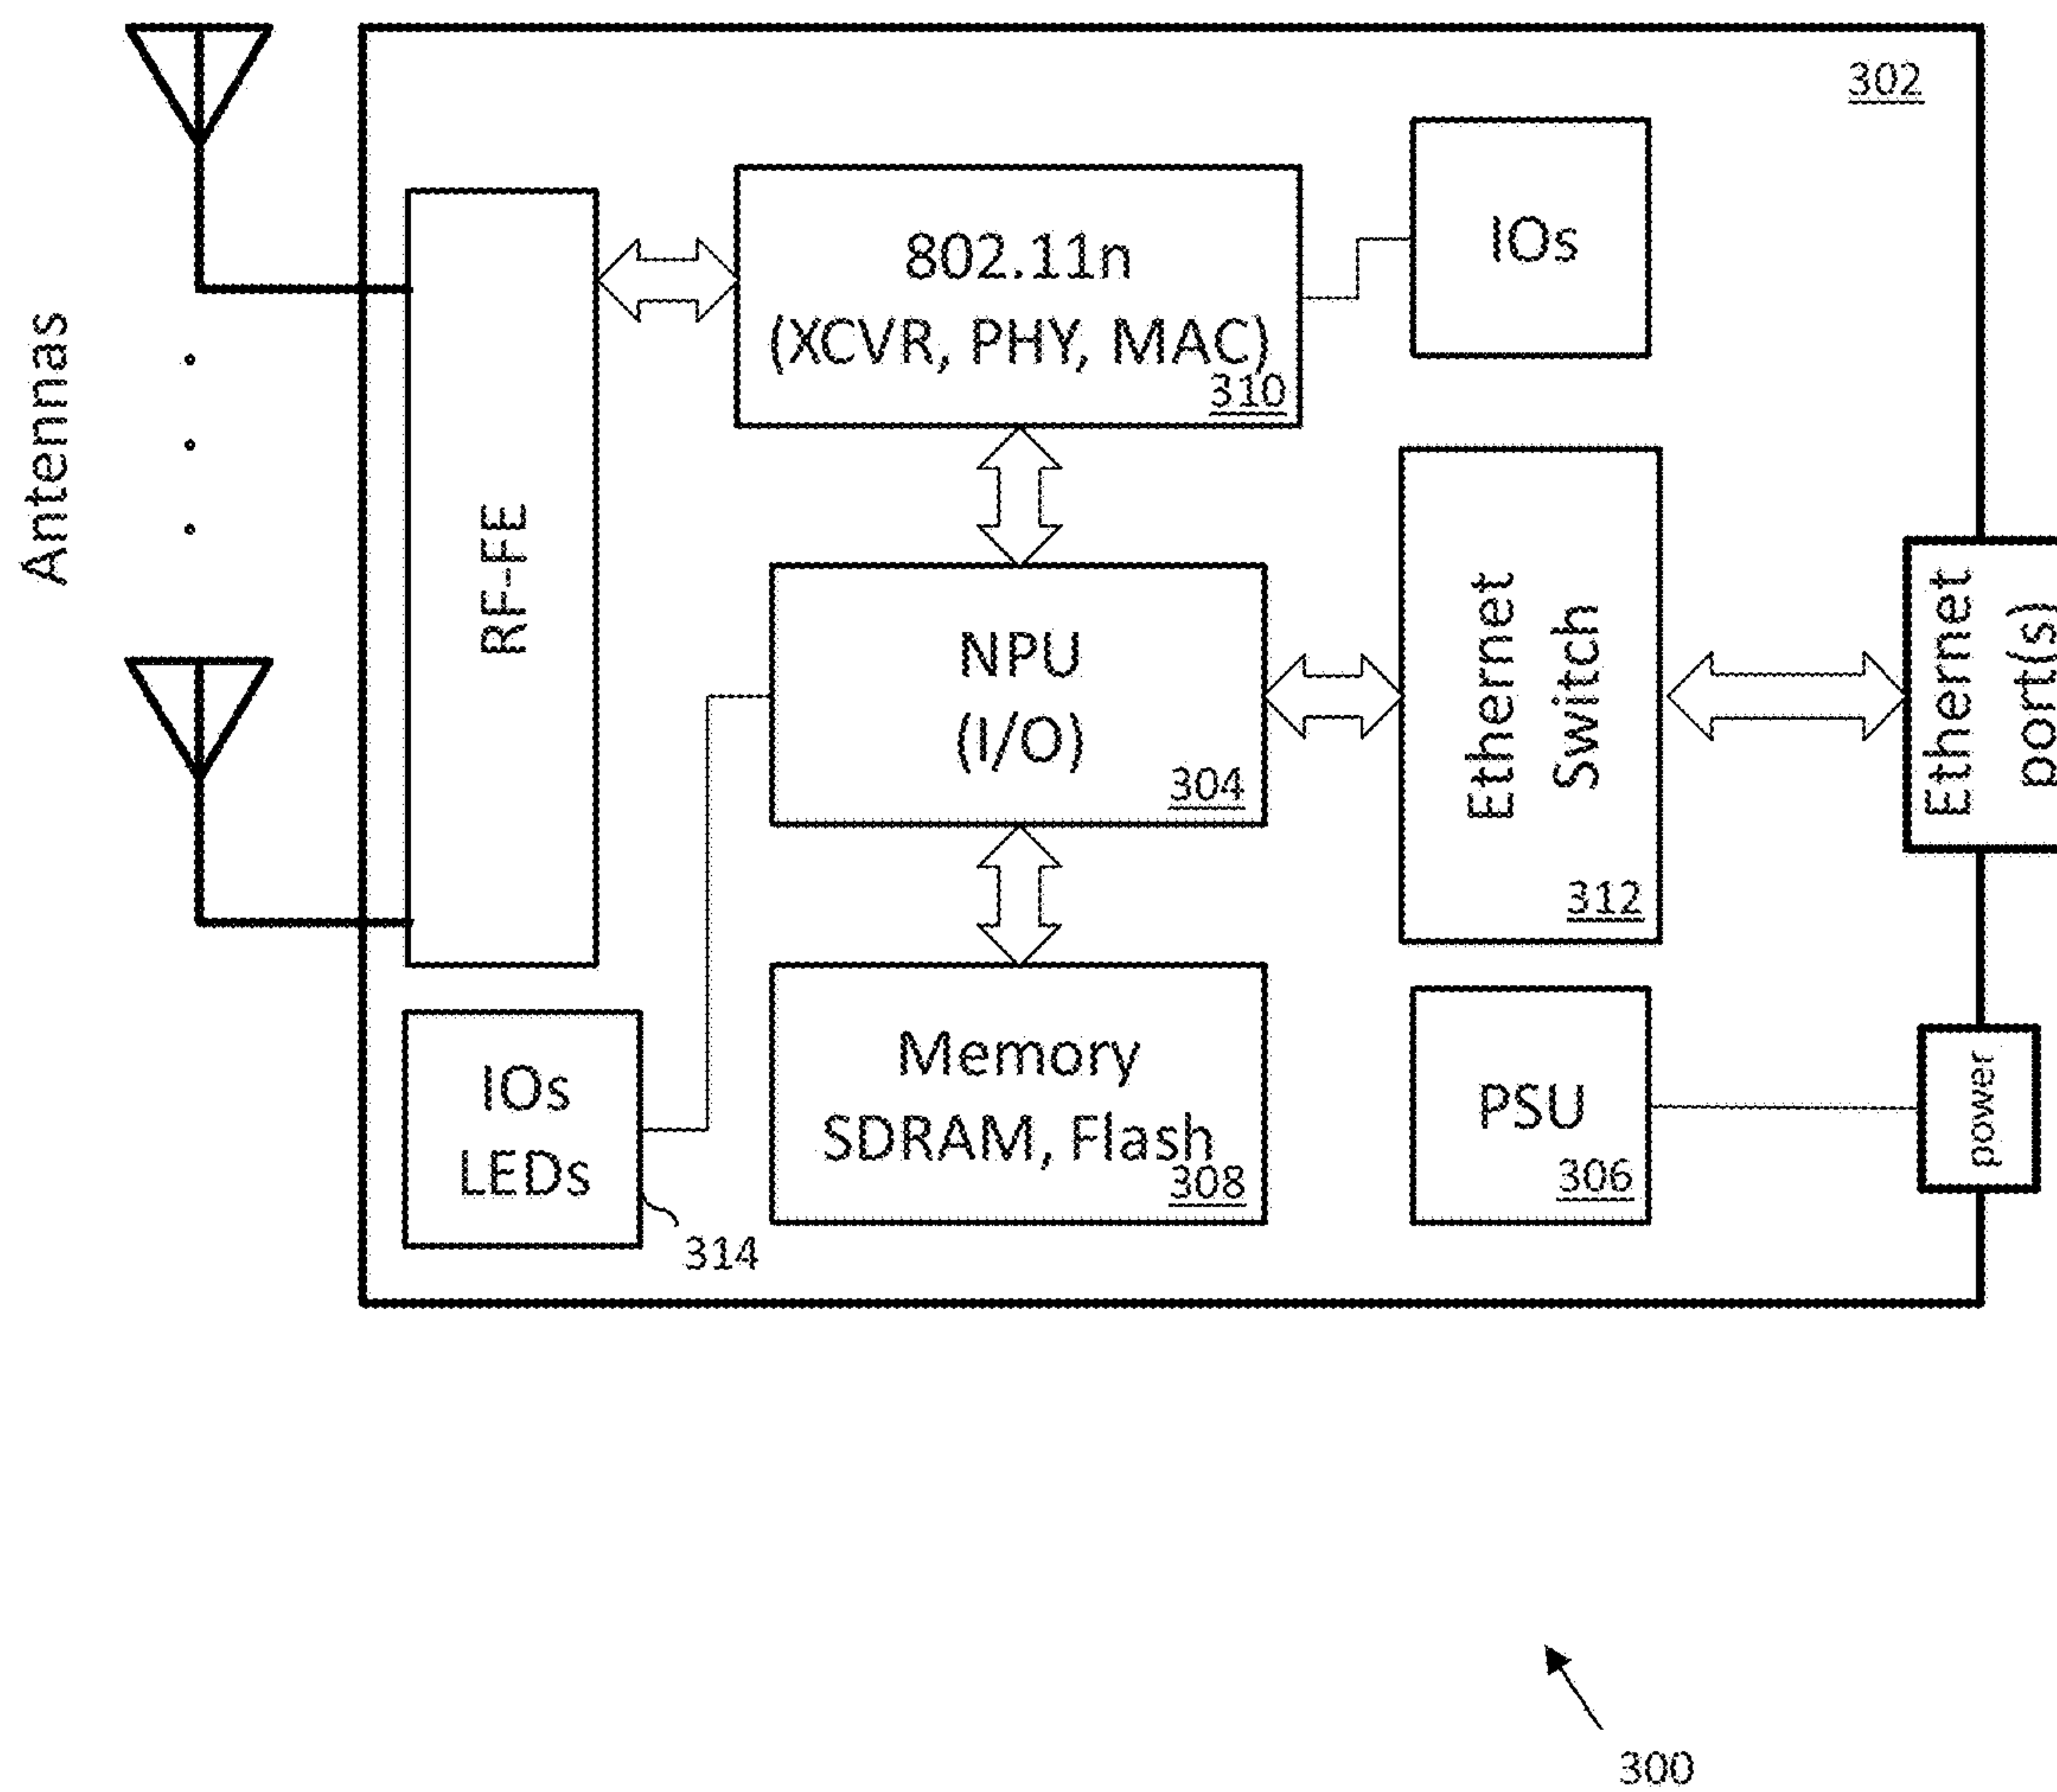 302
Antennas
RF-FE
802.11n
(XCVR, PHY, MAC)
310
IOs
NPU
(I/O)
304
Ethernet
Switch
312
Ethernet
port(s)
IOs
LEDs
314
Memory
SDRAM, Flash
308
PSU
306
power
300